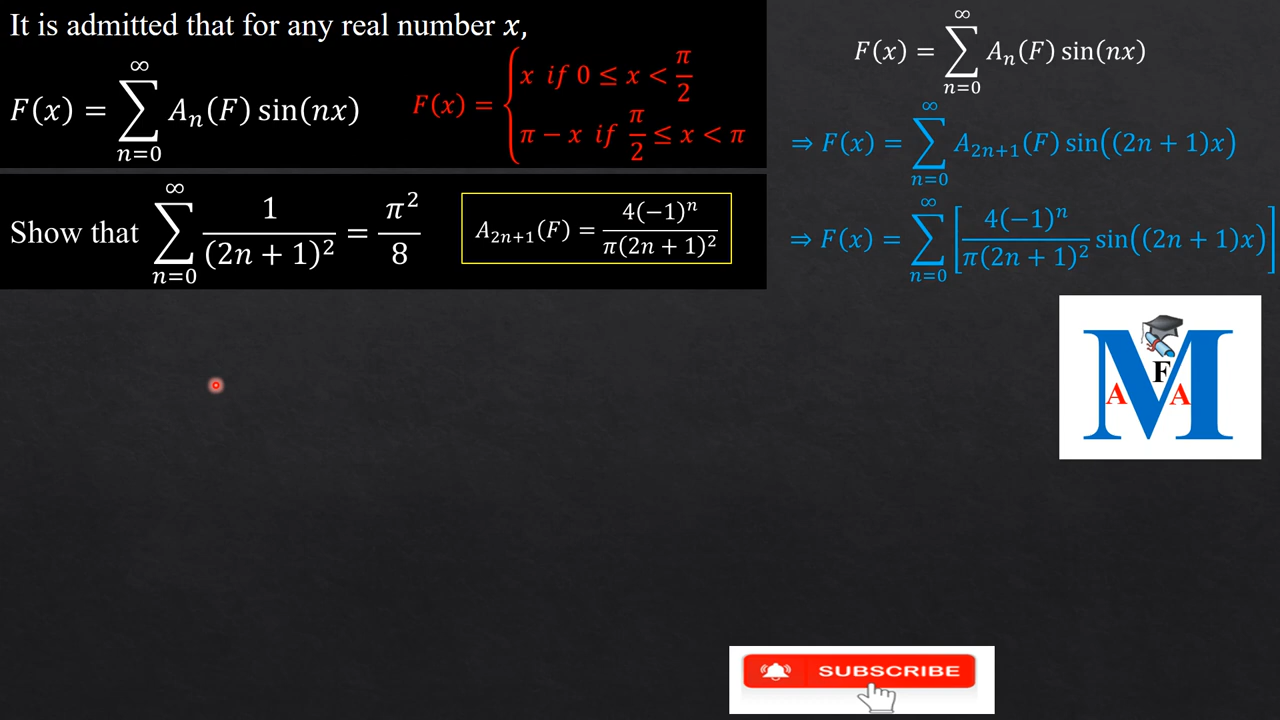 It is admitted that for any real number x,
F(x) = ∑_{n=0}^{∞} A_n(F) sin(nx)
F(x) = { x if 0 ≤ x < π/2
π − x if π/2 ≤ x < π
Show that ∑_{n=0}^{∞} 1/(2n + 1)² = π²/8
A_{2n+1}(F) = 4(−1)ⁿ/π(2n + 1)²
F(x) = ∑_{n=0}^{∞} A_n(F) sin(nx)
⇒ F(x) = ∑_{n=0}^{∞} A_{2n+1}(F) sin((2n + 1)x)
⇒ F(x) = ∑_{n=0}^{∞} [4(−1)ⁿ/π(2n + 1)² sin((2n + 1)x)]
M
F
A A
SUBSCRIBE